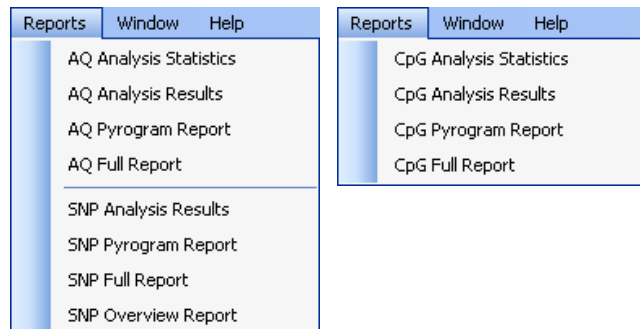 Reports Window Help
AQ Analysis Statistics
AQ Analysis Results
AQ Pyrogram Report
AQ Full Report
SNP Analysis Results
SNP Pyrogram Report
SNP Full Report
SNP Overview Report
Reports Window Help
CpG Analysis Statistics
CpG Analysis Results
CpG Pyrogram Report
CpG Full Report